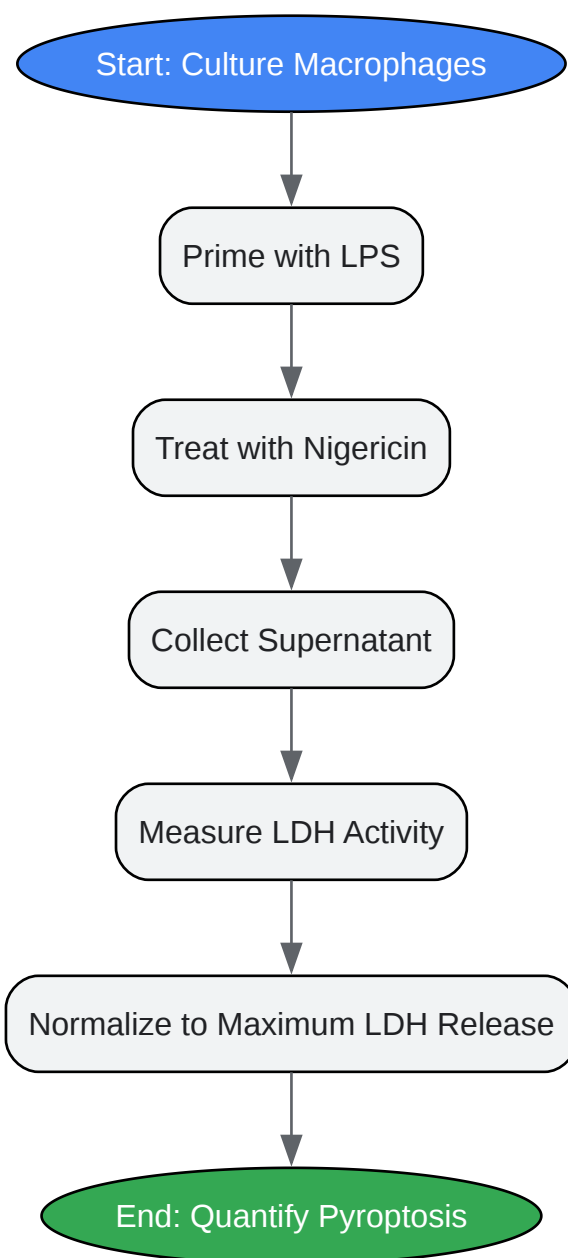 Start: Culture Macrophages
Prime with LPS
Treat with Nigericin
Collect Supernatant
Measure LDH Activity
Normalize to Maximum LDH Release
End: Quantify Pyroptosis